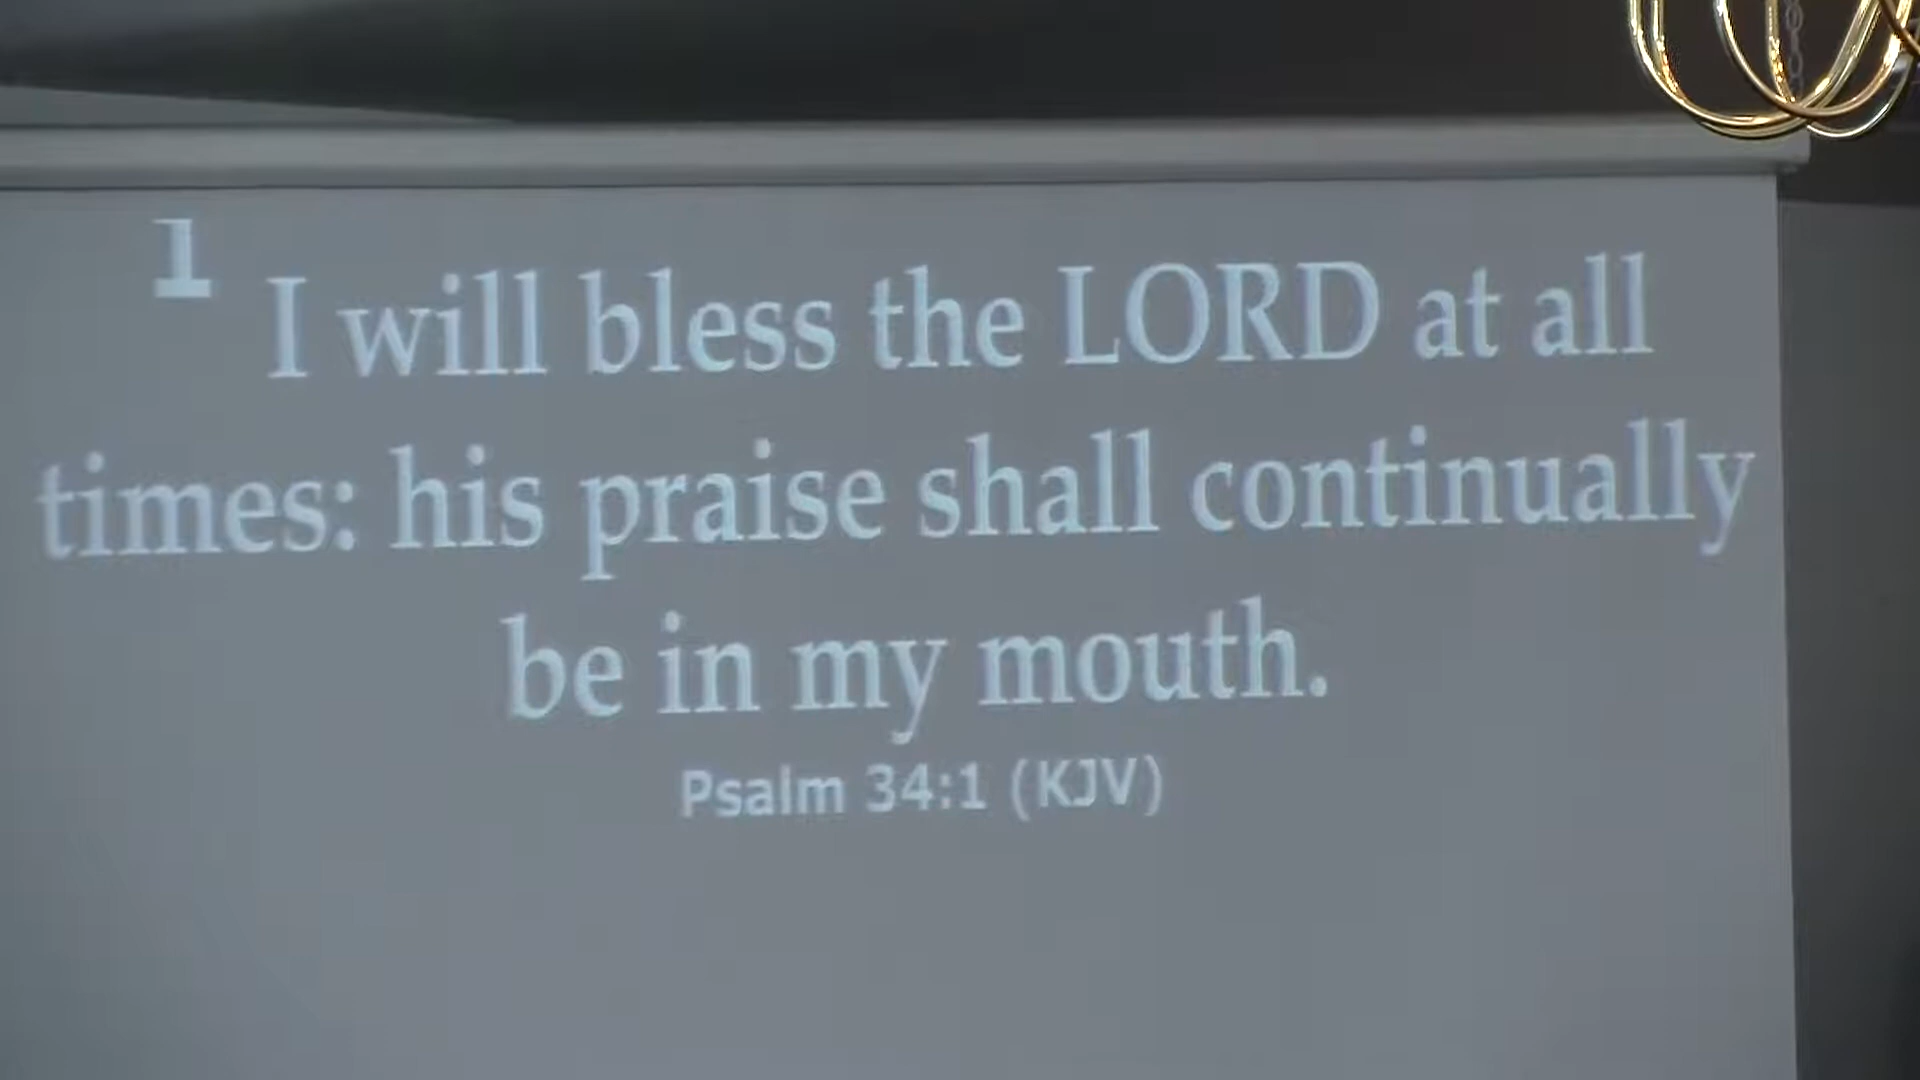 1 I will bless the LORD at all
times: his praise shall continually
be in my mouth.
Psalm 34:1 (KJV)